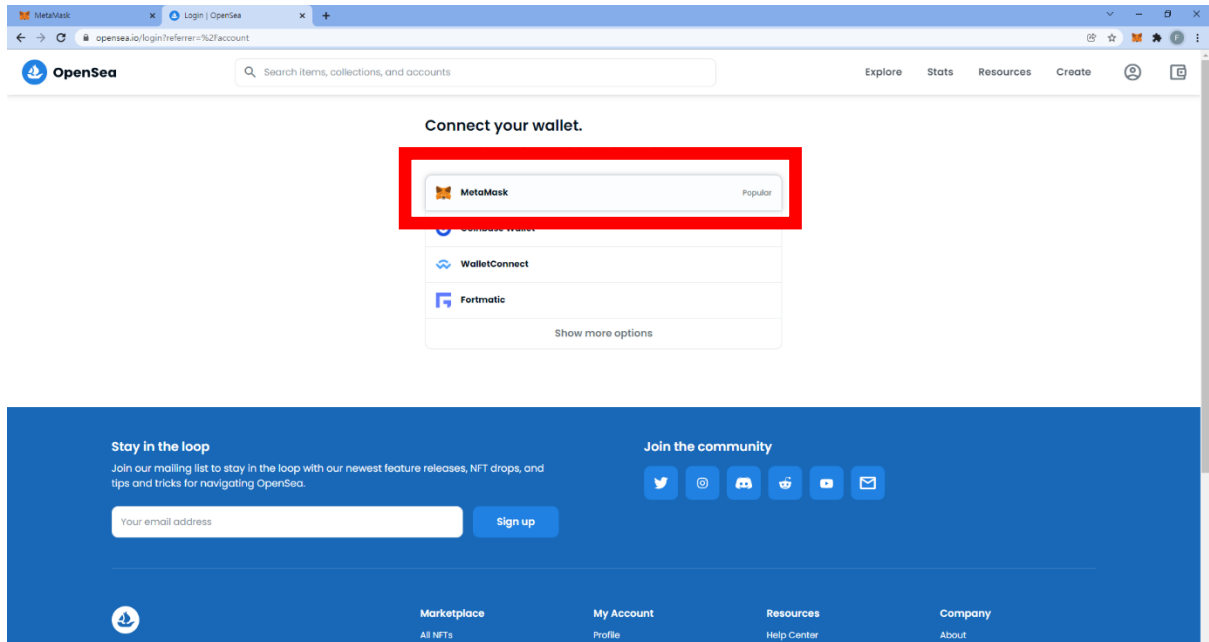 MetaMask
Login | OpenSea
opensea.io/login?referrer=%2Faccount
F
OpenSea
Search items, collections, and accounts
Explore
Stats
Resources
Create
Connect your wallet.
MetaMask
Popular
Coinbase Wallet
WalletConnect
Fortmatic
Show more options
Stay in the loop
Join our mailing list to stay in the loop with our newest feature releases, NFT drops, and
tips and tricks for navigating OpenSea.
Your email address
Sign up
Join the community
Marketplace
All NFTs
My Account
Profile
Resources
Help Center
Company
About